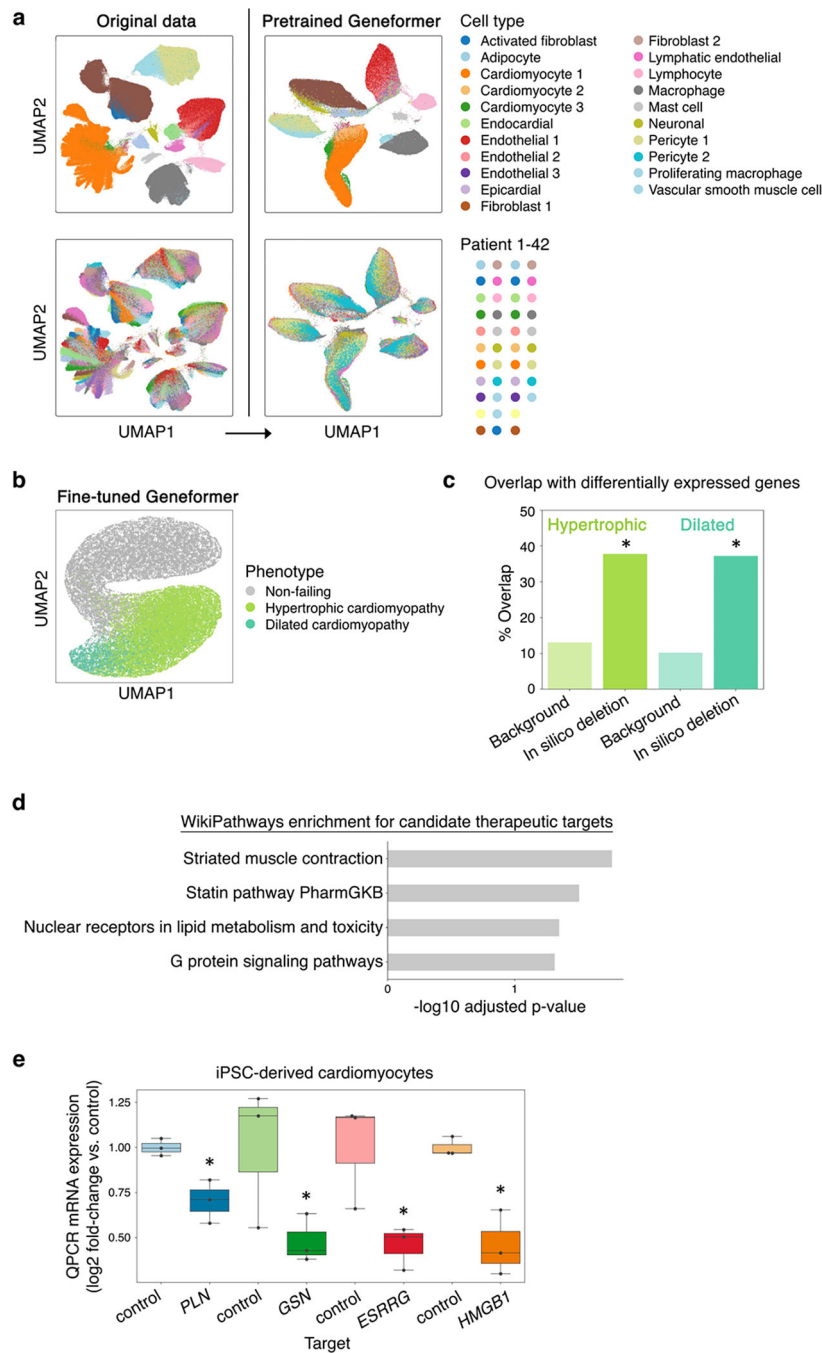 a
Original data
Pretrained Geneformer
Cell type
UMAP2
Activated fibroblast
Adipocyte
Cardiomyocyte 1
Cardiomyocyte 2
Cardiomyocyte 3
Endocardial
Endothelial 1
Endothelial 2
Endothelial 3
Epicardial
Fibroblast 1
Fibroblast 2
Lymphatic endothelial
Lymphocyte
Macrophage
Mast cell
Neuronal
Pericyte 1
Pericyte 2
Proliferating macrophage
Vascular smooth muscle cell
UMAP2
Patient 1-42
UMAP1
UMAP1
b
Fine-tuned Geneformer
UMAP2
UMAP1
Phenotype
Non-failing
Hypertrophic cardiomyopathy
Dilated cardiomyopathy
c
Overlap with differentially expressed genes
% Overlap
50
40
30
20
10
0
Hypertrophic
Dilated
*
*
Background
In silico deletion
Background
In silico deletion
d
WikiPathways enrichment for candidate therapeutic targets
Striated muscle contraction
Statin pathway PharmGKB
Nuclear receptors in lipid metabolism and toxicity
G protein signaling pathways
0
1
-log10 adjusted p-value
e
iPSC-derived cardiomyocytes
QPCR mRNA expression
(log2 fold-change vs. control)
1.25
1.00
0.75
0.50
*
*
*
*
control
PLN
control
GSN
control
ESRRG
control
HMGB1
Target